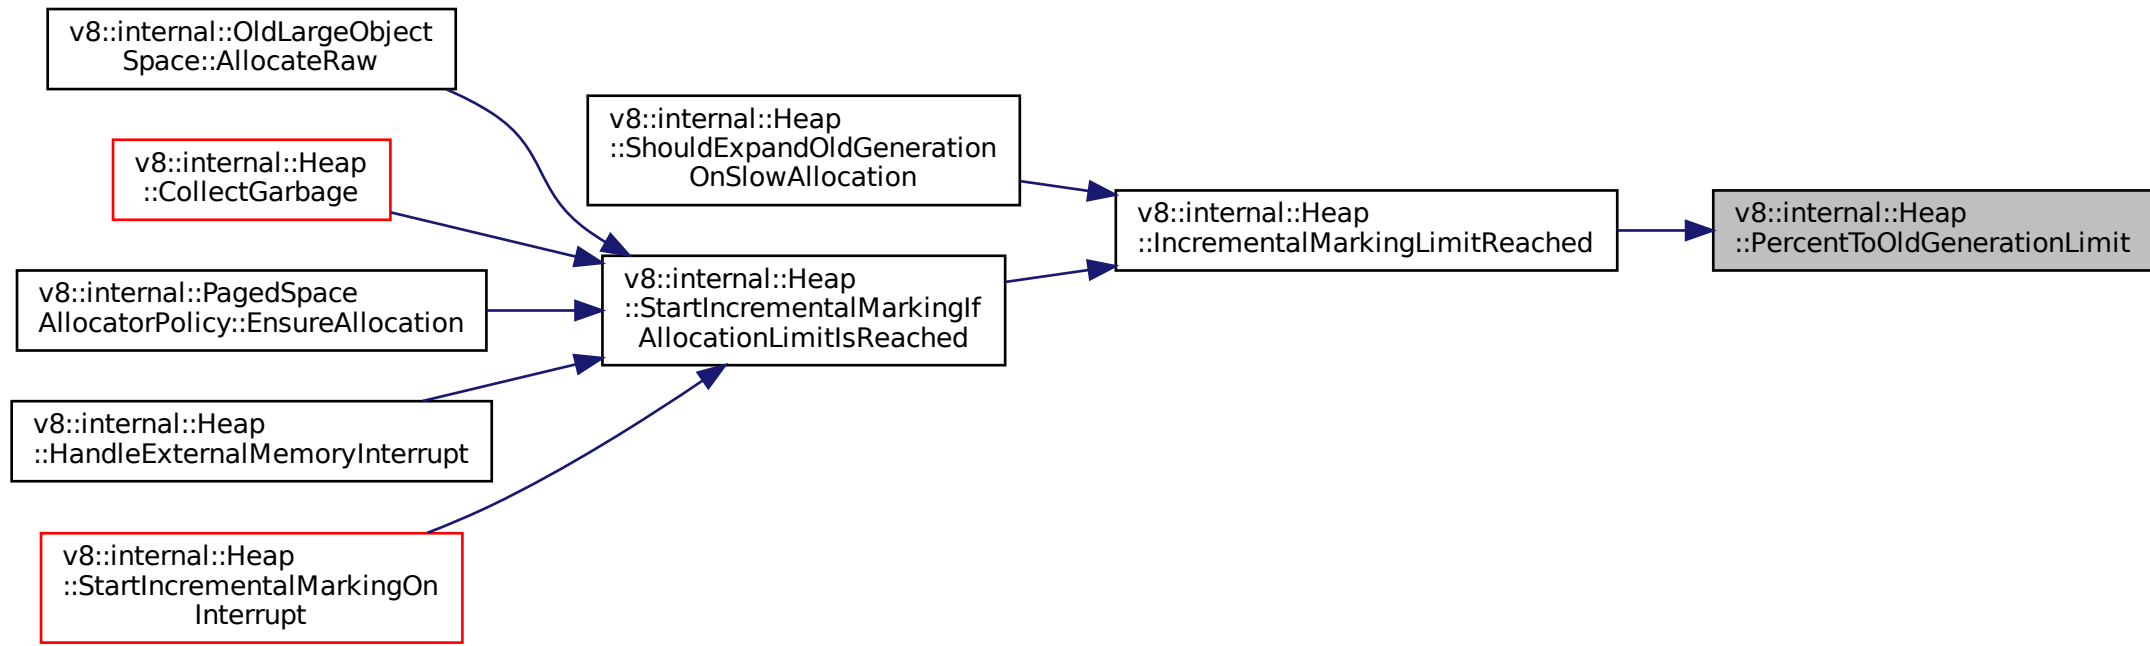 v8::internal::OldLargeObject
Space::AllocateRaw
v8::internal::Heap
::CollectGarbage
v8::internal::PagedSpace
AllocatorPolicy::EnsureAllocation
v8::internal::Heap
::HandleExternalMemoryInterrupt
v8::internal::Heap
::StartIncrementalMarkingOn
Interrupt
v8::internal::Heap
::ShouldExpandOldGeneration
OnSlowAllocation
v8::internal::Heap
::StartIncrementalMarkingIf
AllocationLimitIsReached
v8::internal::Heap
::IncrementalMarkingLimitReached
v8::internal::Heap
::PercentToOldGenerationLimit